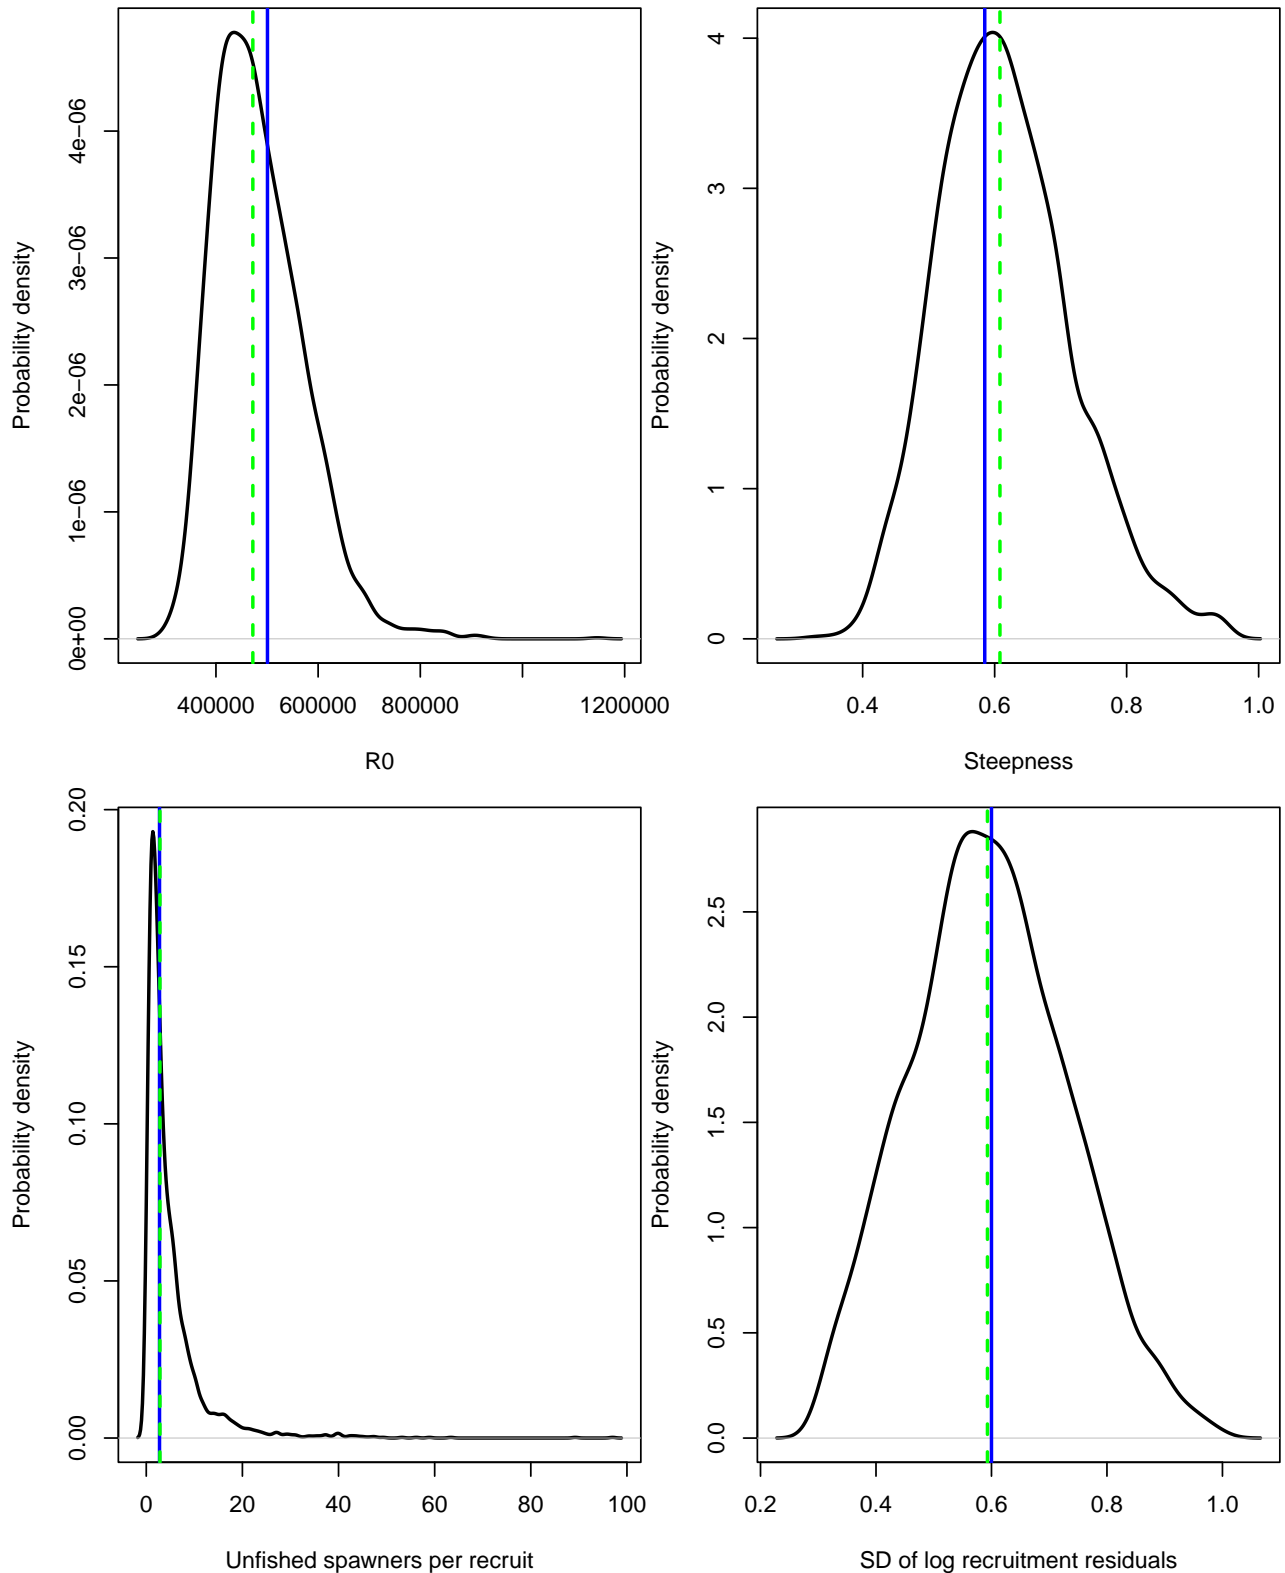 Probability density
0e+00
1e−06
2e−06
3e−06
4e−06
400000
600000
800000
1200000
R0
Probability density
0
1
2
3
4
0.4
0.6
0.8
1.0
Steepness
Probability density
0.00
0.05
0.10
0.15
0.20
0
20
40
60
80
100
Unfished spawners per recruit
Probability density
0.0
0.5
1.0
1.5
2.0
2.5
0.2
0.4
0.6
0.8
1.0
SD of log recruitment residuals